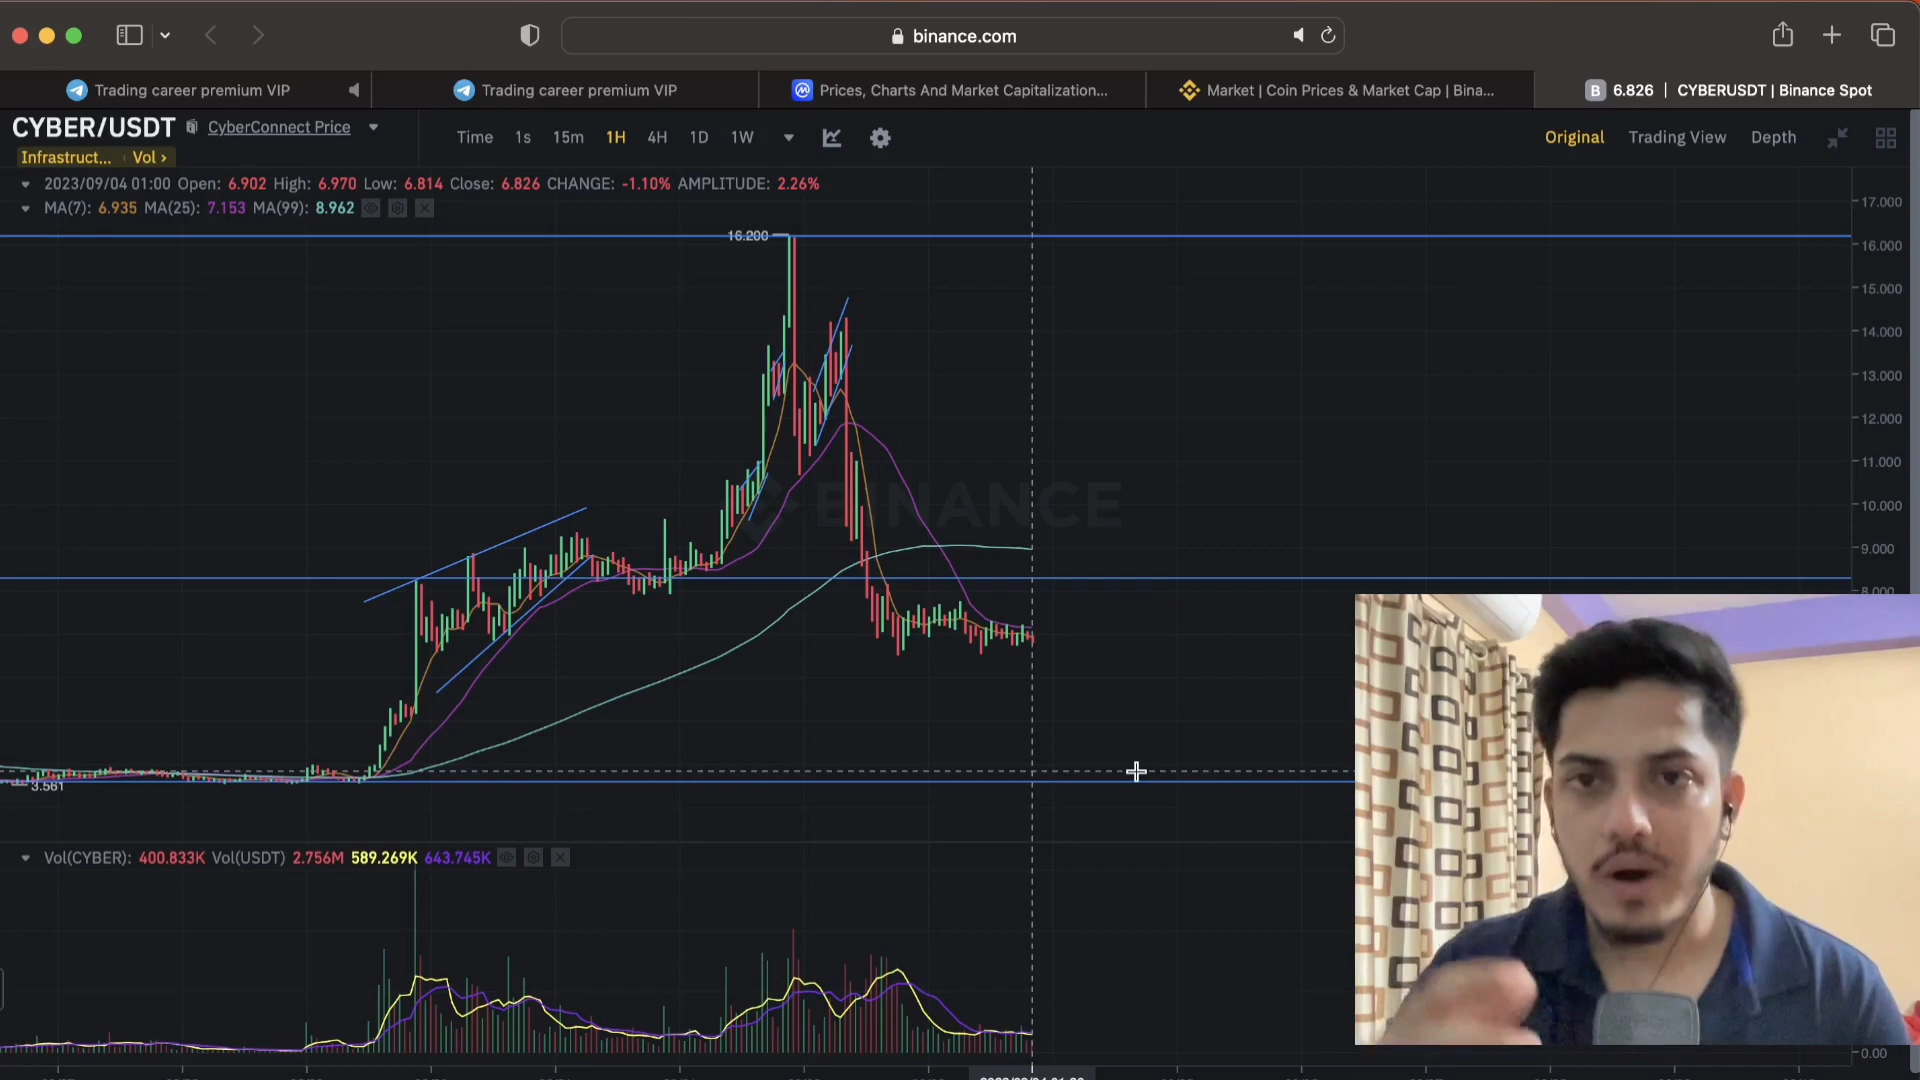 binance.com
Trading career premium VIP
Trading career premium VIP
Prices, Charts And Market Capitalization...
Market | Coin Prices & Market Cap | Bina...
B 6.826 | CYBERUSDT | Binance Spot
CYBER/USDT CyberConnect Price
Infrastruct... Vol ›
Time 1s 15m 1H 4H 1D 1W
Original Trading View Depth
2023/09/04 01:00 Open: 6.902 High: 6.970 Low: 6.814 Close: 6.826 CHANGE: -1.10% AMPLITUDE: 2.26%
MA(7): 6.935 MA(25): 7.153 MA(99): 8.962
17.000
16.200
16.000
15.000
14.000
13.000
12.000
11.000
BINANCE
10.000
9.000
8.000
3.561
Vol(CYBER): 400.833K Vol(USDT) 2.756M 589.269K 643.745K
0.00